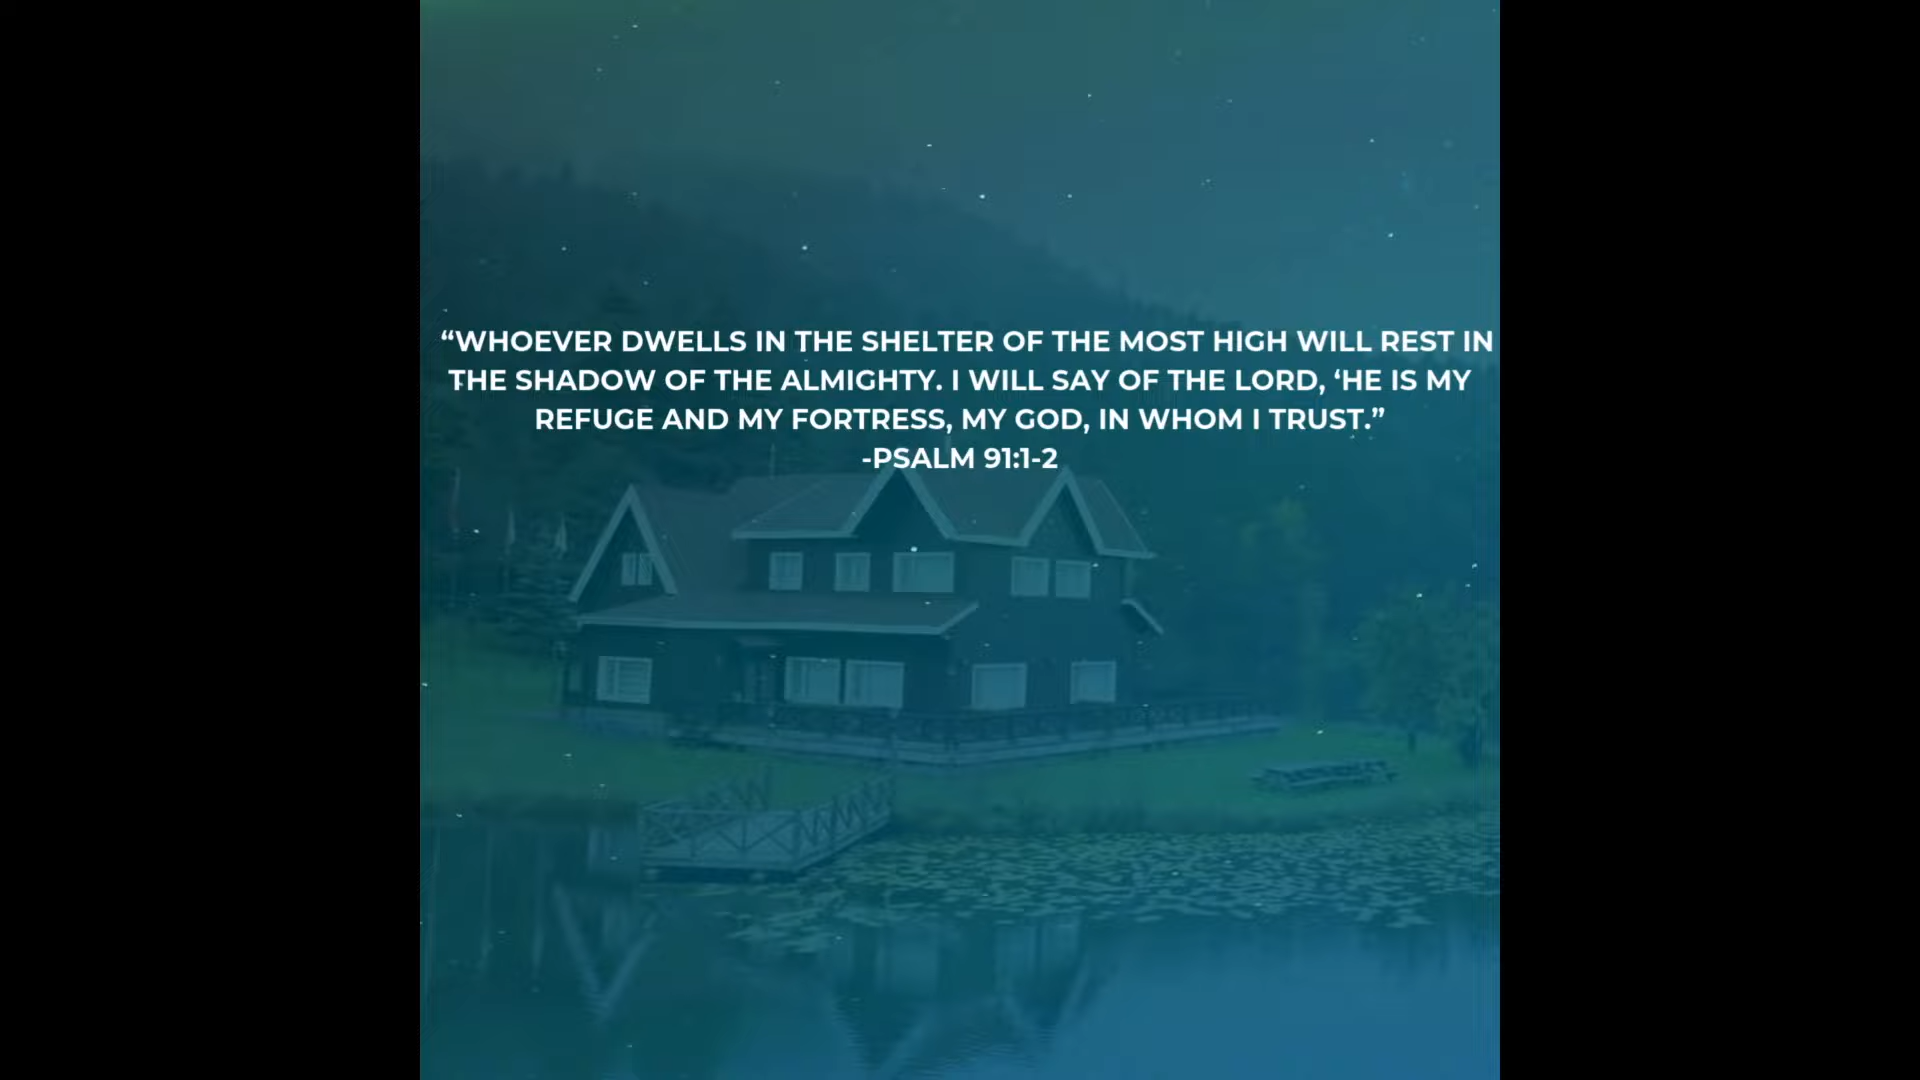 “WHOEVER DWELLS IN THE SHELTER OF THE MOST HIGH WILL REST IN
THE SHADOW OF THE ALMIGHTY. I WILL SAY OF THE LORD, ‘HE IS MY
REFUGE AND MY FORTRESS, MY GOD, IN WHOM I TRUST.”
-PSALM 91:1-2